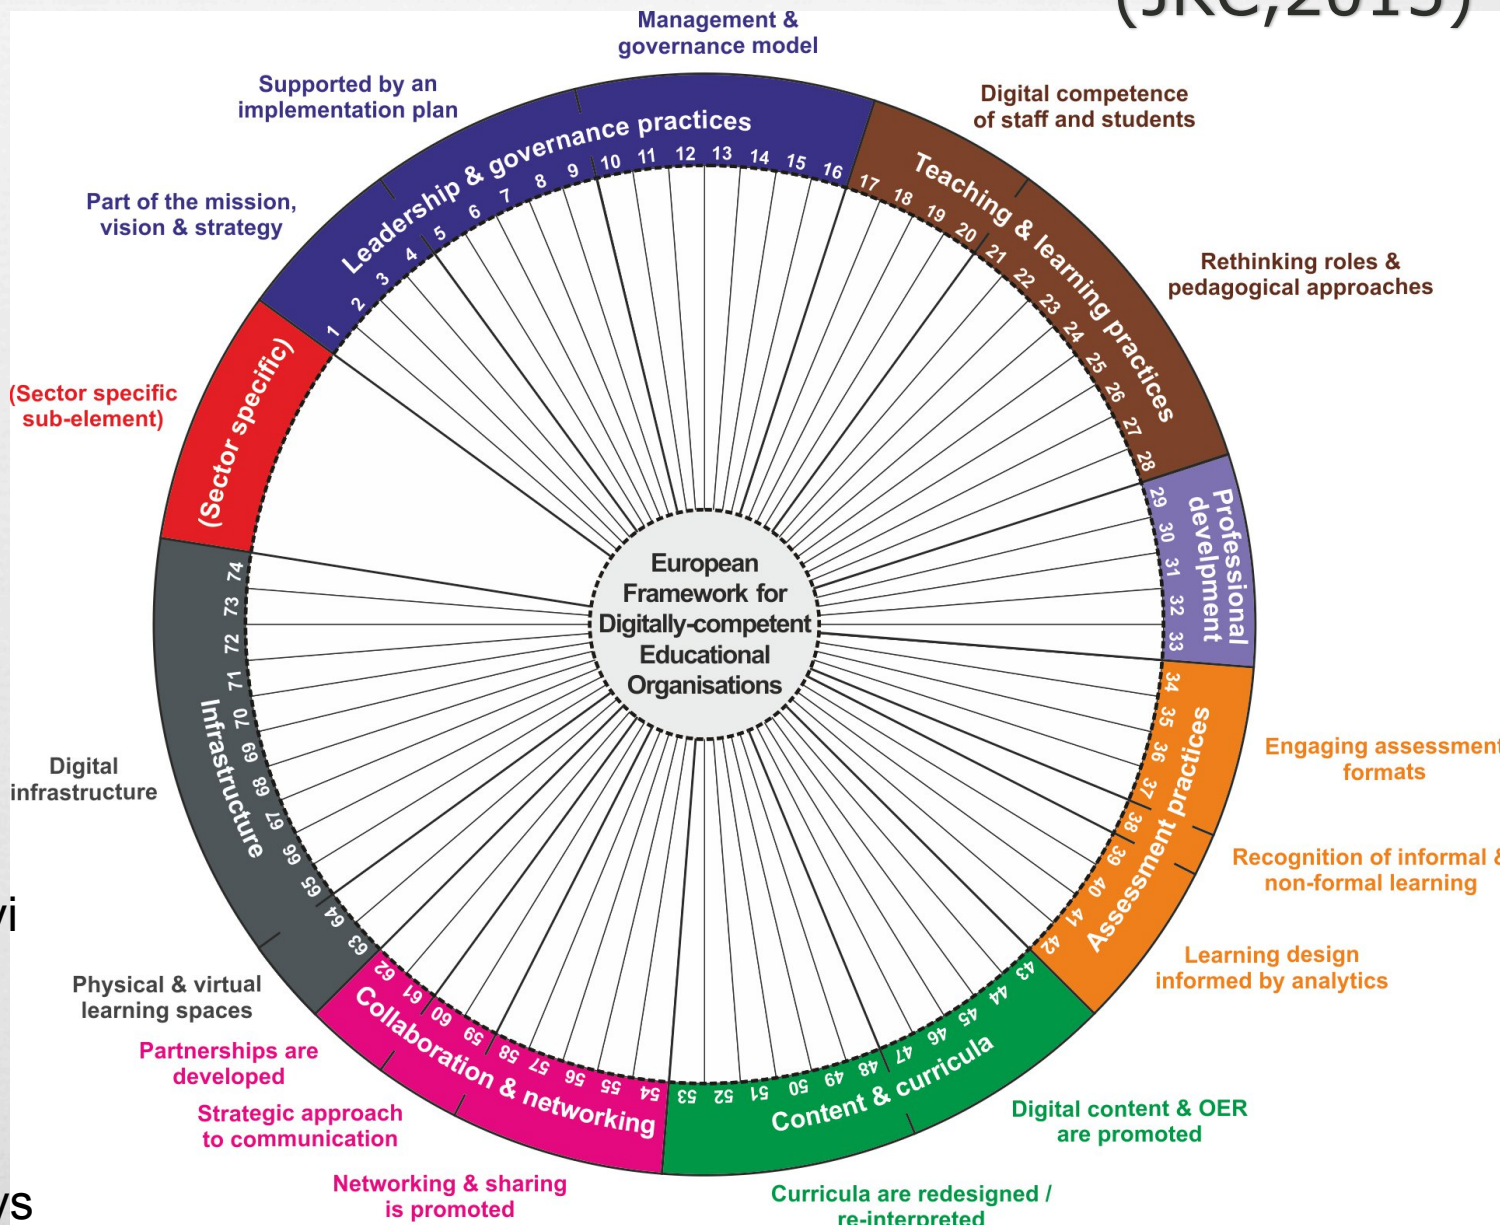 (JRC,2015)
Management &
governance model
Supported by an
implementation plan
Part of the mission,
vision & strategy
(Sector specific
sub-element)
Digital
infrastructure
Physical & virtual
learning spaces
Partnerships are
developed
Strategic approach
to communication
Networking & sharing
is promoted
Digital competence
of staff and students
Rethinking roles &
pedagogical approaches
Engaging assessment
formats
Recognition of informal &
non-formal learning
Learning design
informed by analytics
Digital content & OER
are promoted
Curricula are redesigned /
re-interpreted
Leadership & governance practices
Teaching & learning practices
Professional
develpment
Assessment practices
Content & curricula
Collaboration & networking
Infrastructure
(Sector specific)
1 2 3 4 5 6 7 8 9 10 11 12 13 14 15 16
17 18 19 20 21 22 23 24 25 26 27 28
29 30 31 32 33
34 35 36 37 38 39 40 41 42
43 44 45 46 47 48 49 50 51 52 53
54 55 56 57 58 59 60 61 62
63 64 65 66 67 68 69 70 71 72 73 74
European
Framework for
Digitally-competent
Educational
Organisations